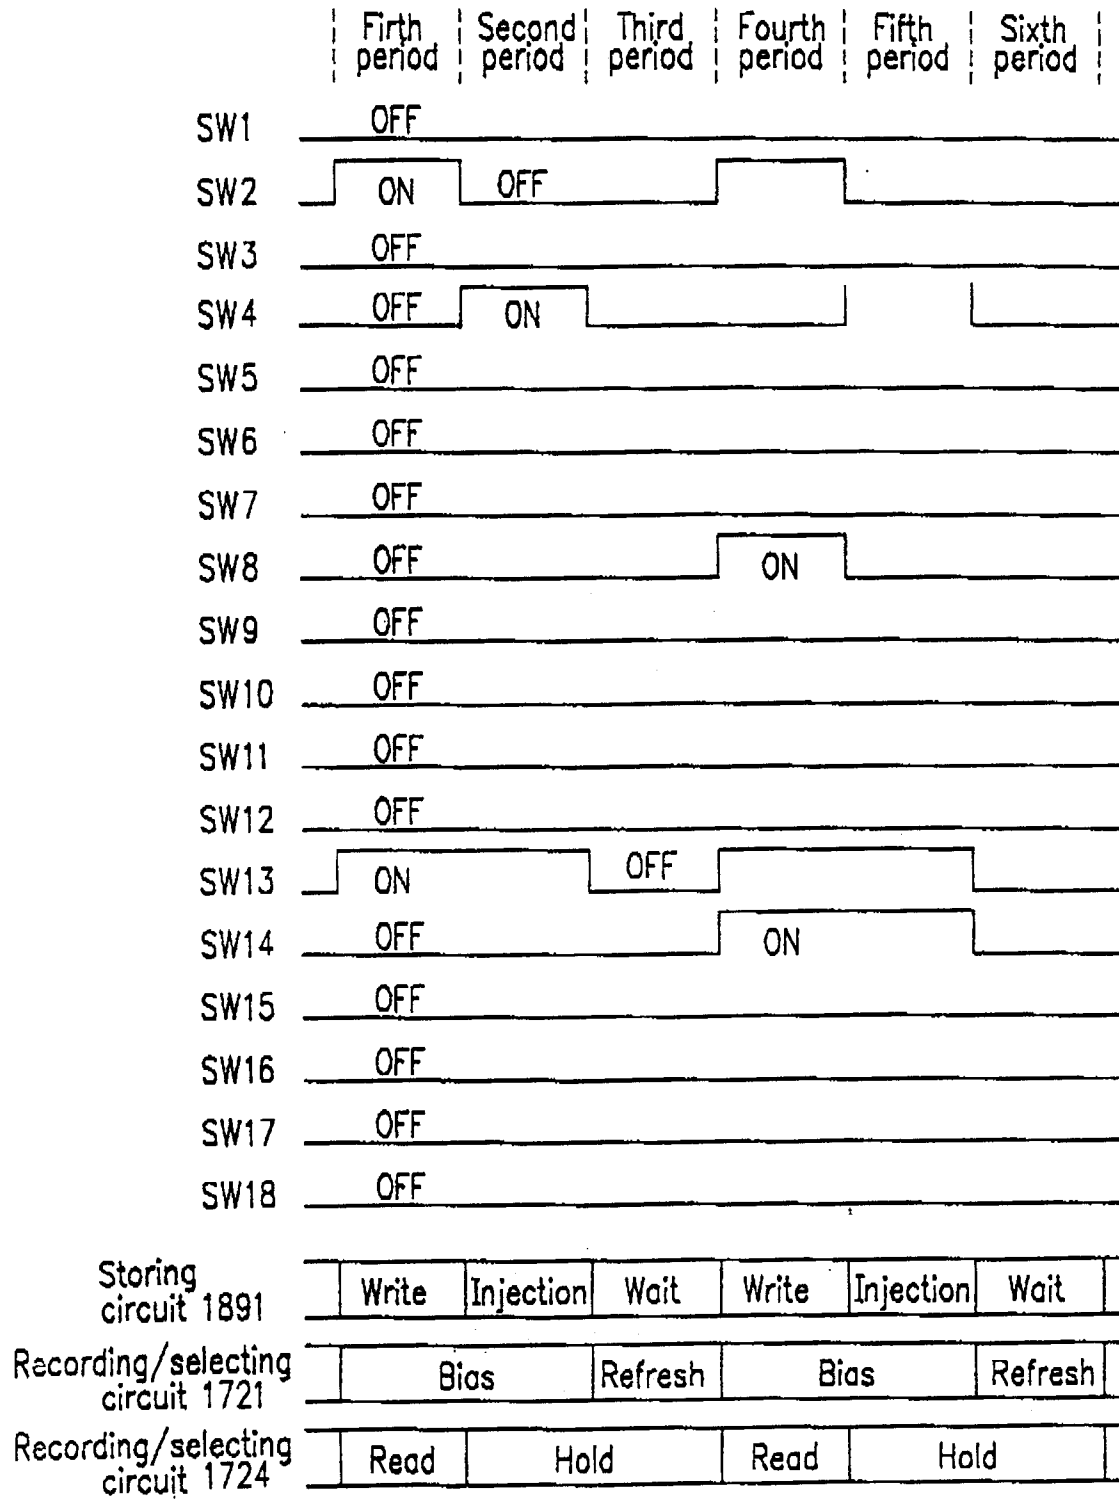 Firth period
Second period
Third period
Fourth period
Fifth period
Sixth period
SW1 OFF
SW2 ON OFF
SW3 OFF
SW4 OFF ON
SW5 OFF
SW6 OFF
SW7 OFF
SW8 OFF ON
SW9 OFF
SW10 OFF
SW11 OFF
SW12 OFF
SW13 ON OFF
SW14 OFF ON
SW15 OFF
SW16 OFF
SW17 OFF
SW18 OFF
Storing circuit 1891 Write Injection Wait Write Injection Wait
Recording/selecting circuit 1721 Bias Refresh Bias Refresh
Recording/selecting circuit 1724 Read Hold Read Hold